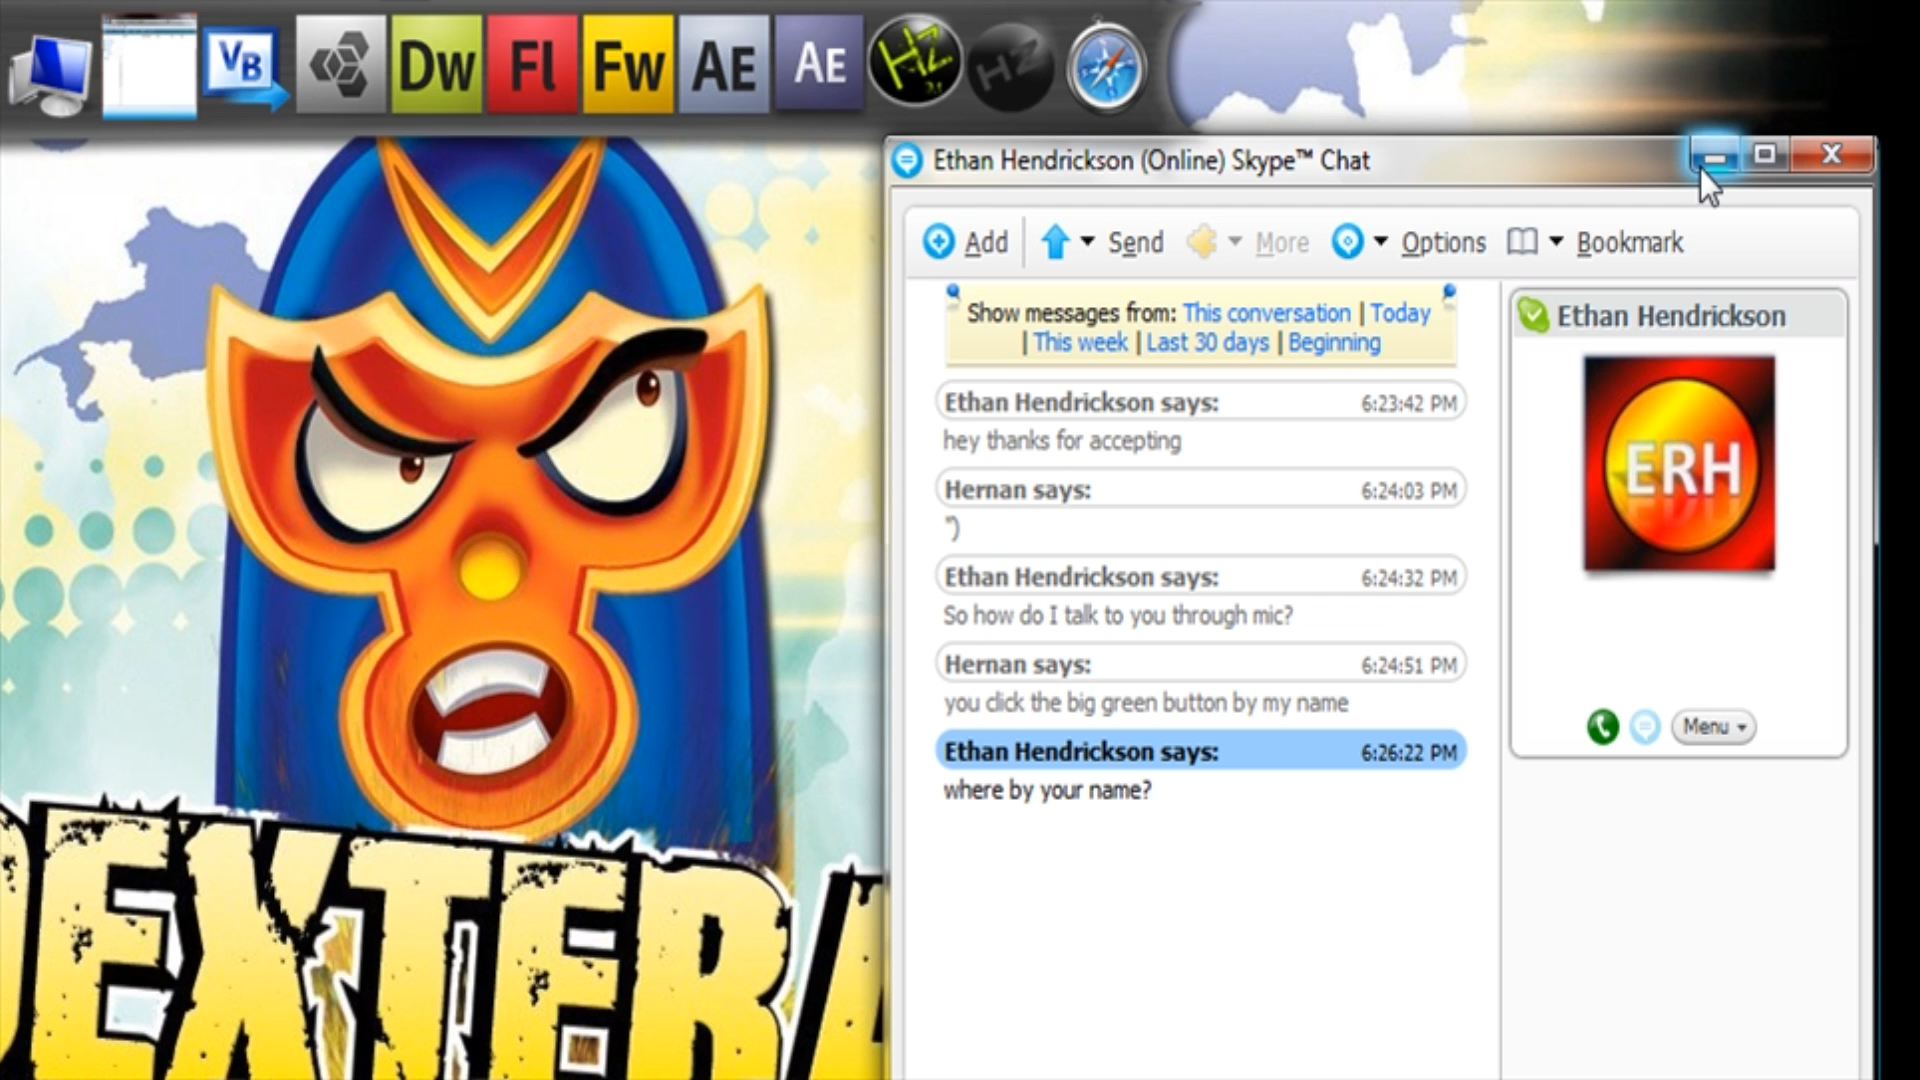 VB
Dw
Fl
Fw
AE
AE
HZ
HZ
Ethan Hendrickson (Online) Skype™ Chat
Add
Send
More
Options
Bookmark
Show messages from: This conversation | Today
| This week | Last 30 days | Beginning
Ethan Hendrickson says: 6:23:42 PM
hey thanks for accepting
Hernan says: 6:24:03 PM
")
Ethan Hendrickson says: 6:24:32 PM
So how do I talk to you through mic?
Hernan says: 6:24:51 PM
you click the big green button by my name
Ethan Hendrickson says: 6:26:22 PM
where by your name?
Ethan Hendrickson
ERH
Menu
DEXTER